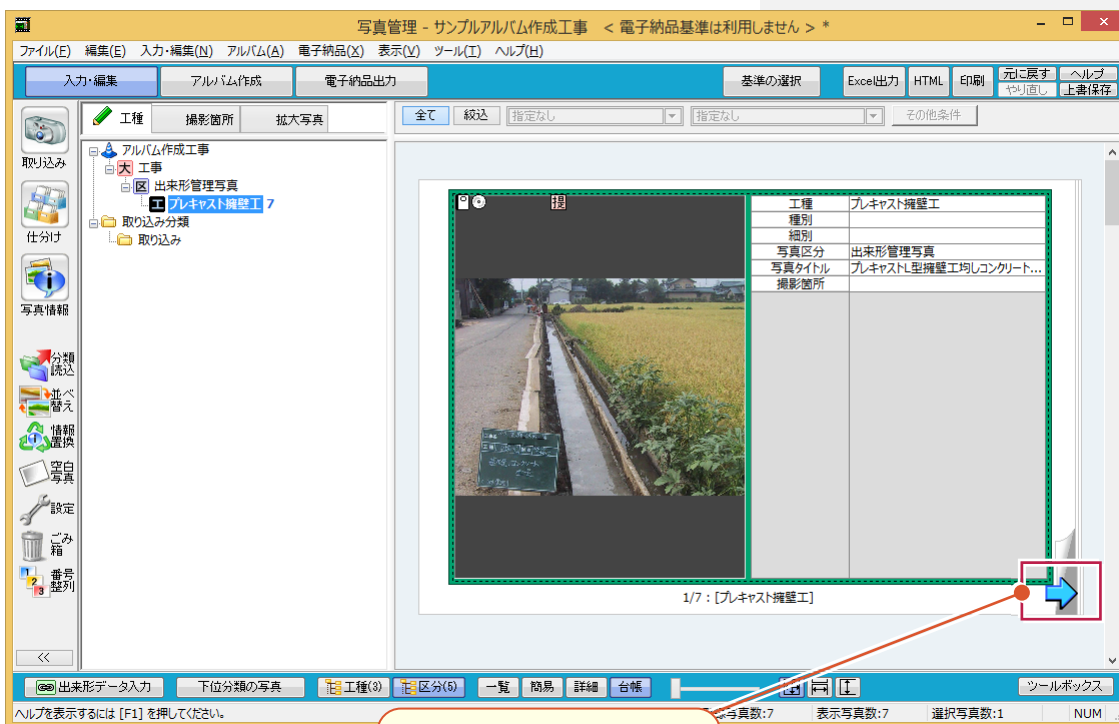 写真管理 - サンプルアルバム作成工事　< 電子納品基準は利用しません > *
ファイル(F) 編集(E) 入力・編集(N) アルバム(A) 電子納品(X) 表示(V) ツール(T) ヘルプ(H)
入力・編集 アルバム作成 電子納品出力 基準の選択 Excel出力 HTML 印刷 元に戻す ヘルプ
やり直し 上書保存
工種 撮影箇所 拡大写真 全て 絞込 指定なし 指定なし その他条件
取り込み
仕分け
写真情報
分類
読込
並べ
替え
情報
置換
空白
写真
設定
ごみ
箱
番号
整列
<<
アルバム作成工事
大 工事
区 出来形管理写真
工 プレキャスト擁壁工 7
取り込み分類
取り込み
提
工種 プレキャスト擁壁工
種別
細別
写真区分 出来形管理写真
写真タイトル プレキャストL型擁壁工均しコンクリート...
撮影箇所
1/7 : [プレキャスト擁壁工]
出来形データ入力 下位分類の写真 工種(3) 区分(5) 一覧 簡易 詳細 台帳 ツールボックス
ヘルプを表示するには [F1] を押してください。 写真数:7 表示写真数:7 選択写真数:1 NUM